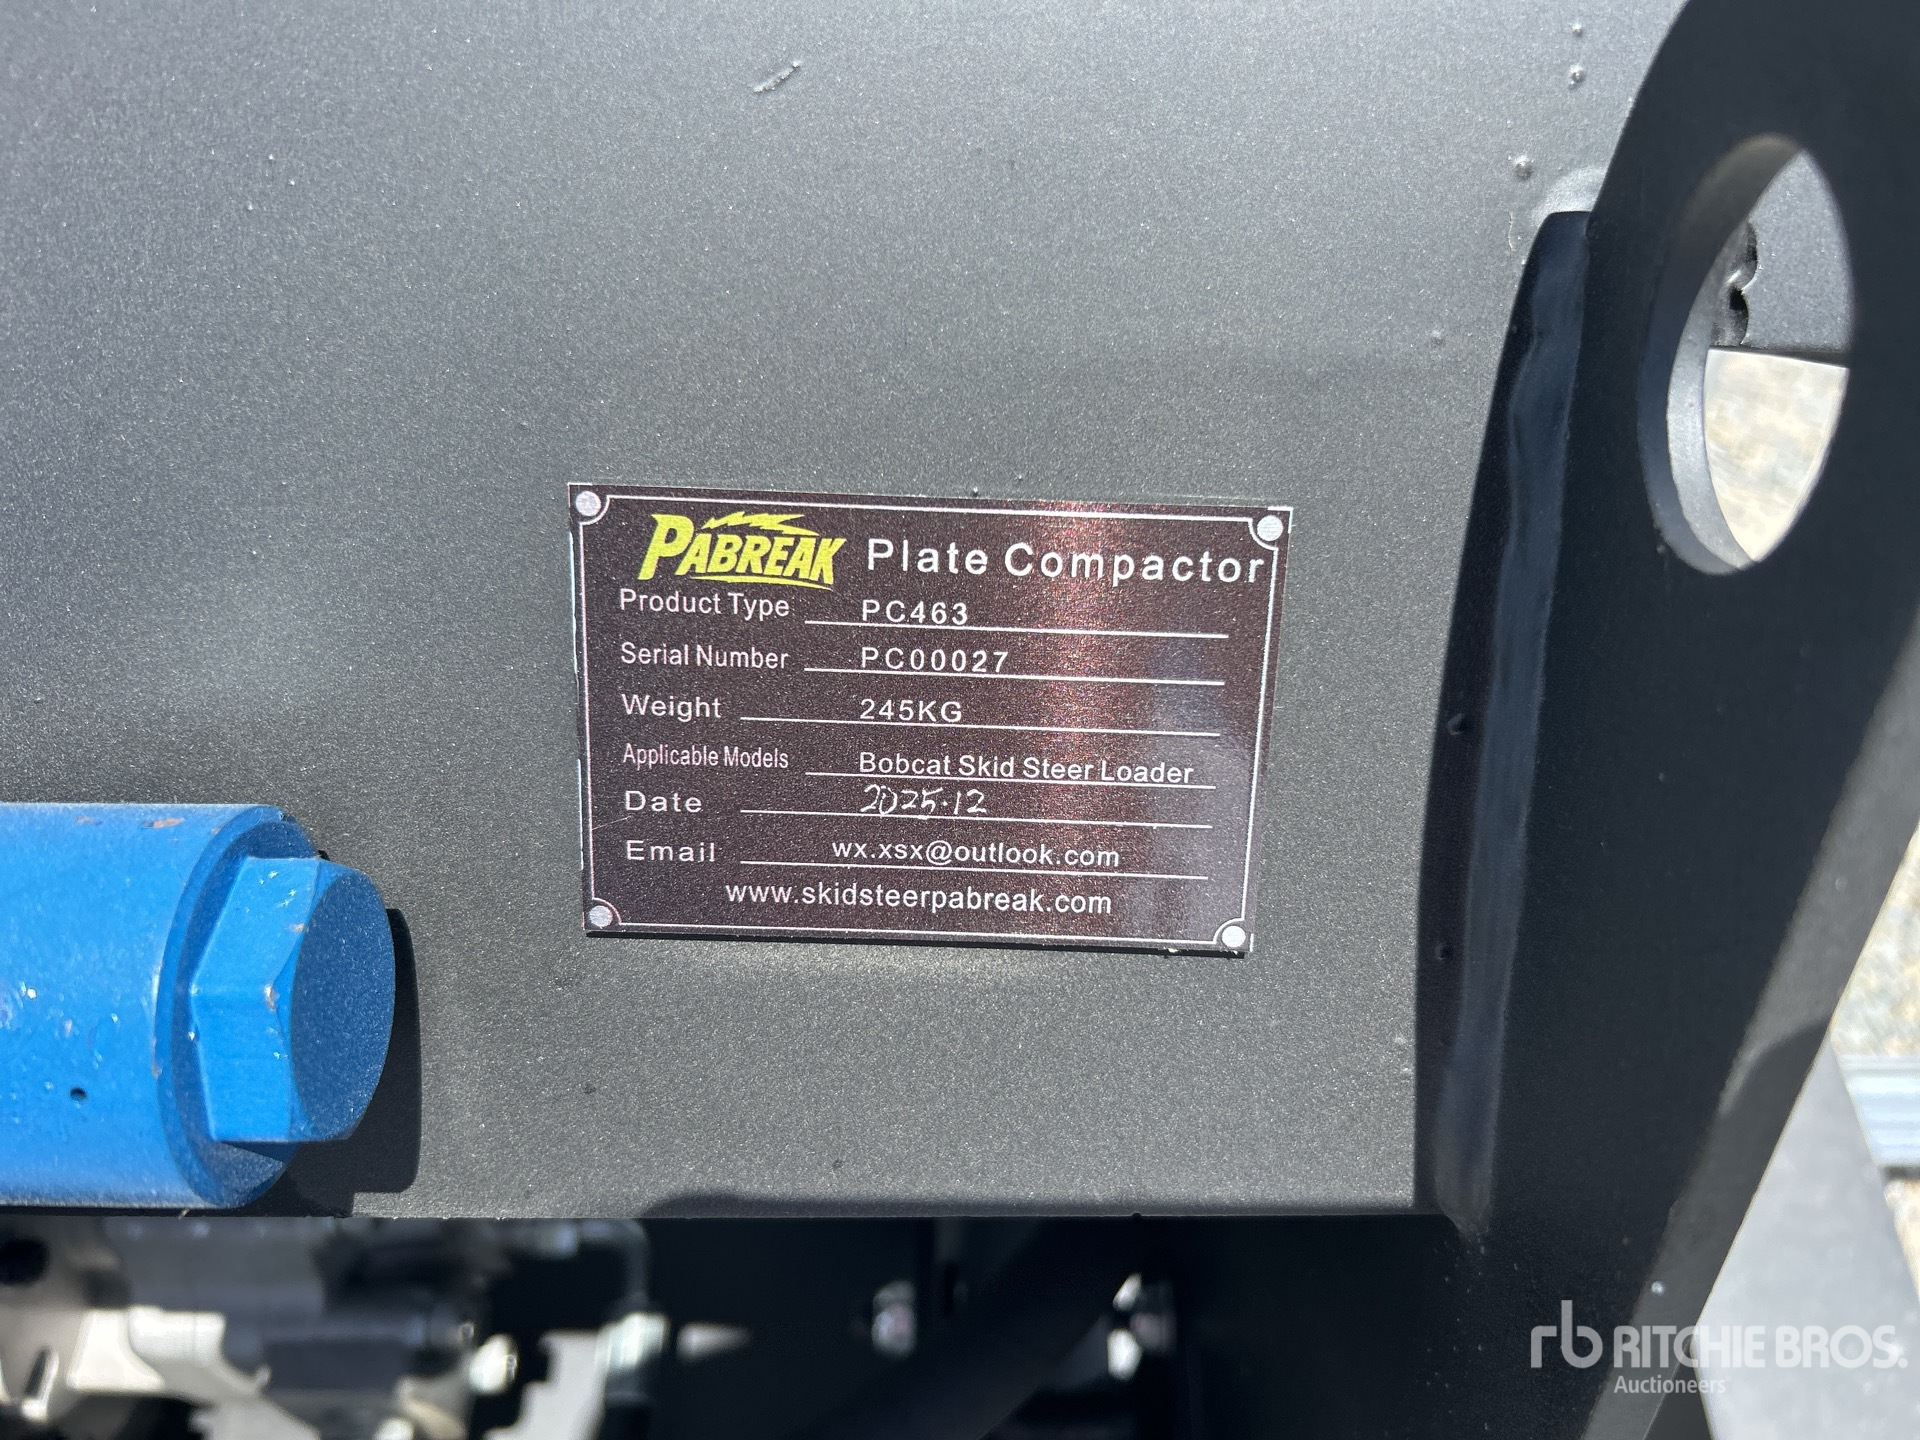 PABREAK Plate Compactor
Product Type PC463
Serial Number PC00027
Weight 245KG
Applicable Models Bobcat Skid Steer Loader
Date 2025.12
Email wx.xsx@outlook.com
www.skidsteerpabreak.com
rb RITCHIE BROS.
Auctioneers